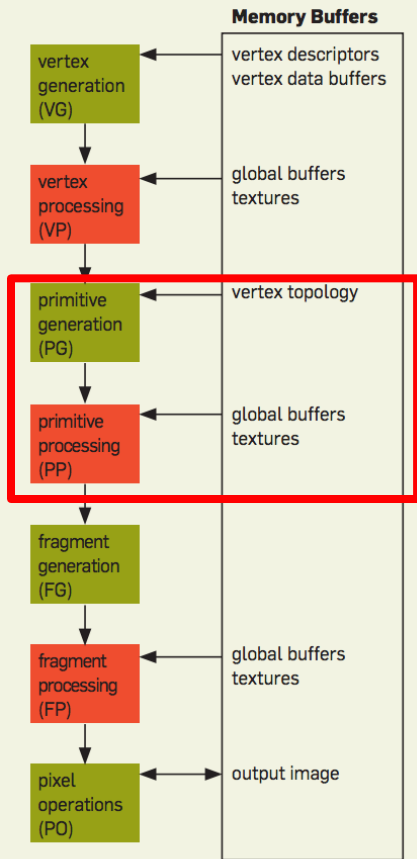 Memory Buffers
vertex
generation
(VG)
vertex descriptors
vertex data buffers
vertex
processing
(VP)
global buffers
textures
primitive
generation
(PG)
vertex topology
primitive
processing
(PP)
global buffers
textures
fragment
generation
(FG)
fragment
processing
(FP)
global buffers
textures
pixel
operations
(PO)
output image